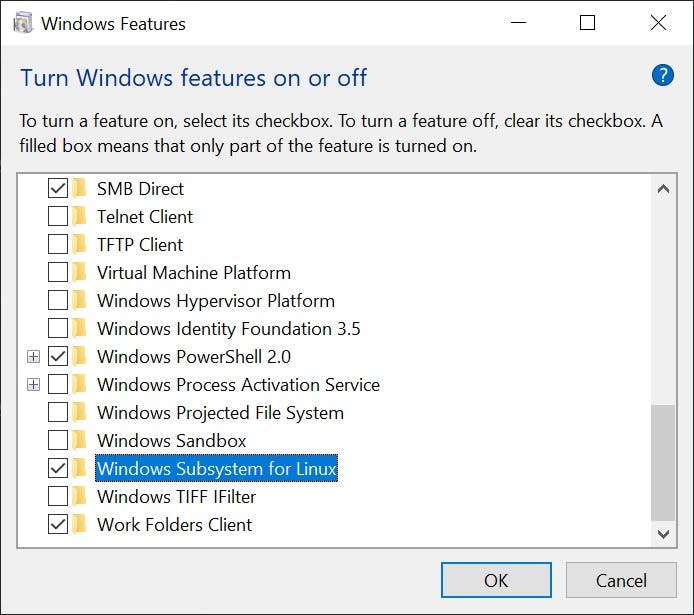 Windows Features
Turn Windows features on or off
?
To turn a feature on, select its checkbox. To turn a feature off, clear its checkbox. A
filled box means that only part of the feature is turned on.
SMB Direct
Telnet Client
TFTP Client
Virtual Machine Platform
Windows Hypervisor Platform
Windows Identity Foundation 3.5
Windows PowerShell 2.0
Windows Process Activation Service
Windows Projected File System
Windows Sandbox
Windows Subsystem for Linux
Windows TIFF IFilter
Work Folders Client
OK
Cancel